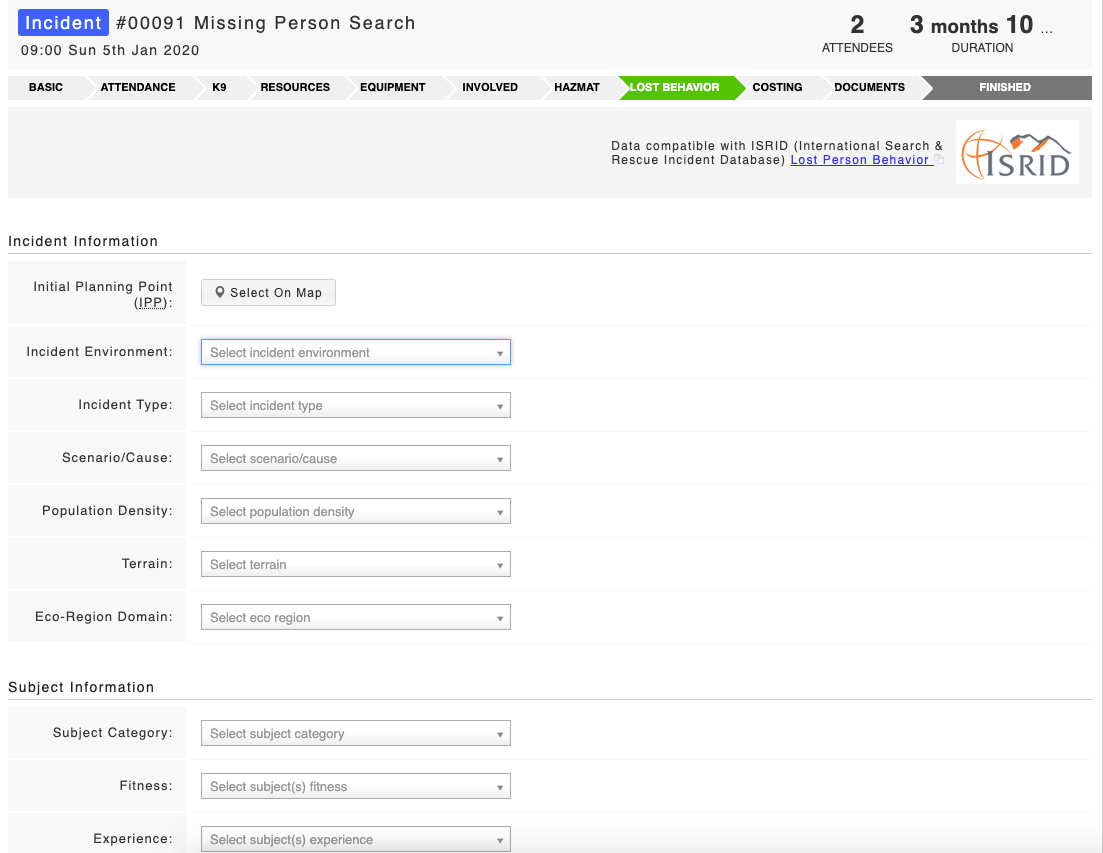 Incident #00091 Missing Person Search
09:00 Sun 5th Jan 2020
2
ATTENDEES
3 months 10 ...
DURATION
BASIC ATTENDANCE K9 RESOURCES EQUIPMENT INVOLVED HAZMAT LOST BEHAVIOR COSTING DOCUMENTS FINISHED
Data compatible with ISRID (International Search &
Rescue Incident Database) Lost Person Behavior
ISRID
Incident Information
Initial Planning Point
(IPP):
Select On Map
Incident Environment:
Select incident environment
Incident Type:
Select incident type
Scenario/Cause:
Select scenario/cause
Population Density:
Select population density
Terrain:
Select terrain
Eco-Region Domain:
Select eco region
Subject Information
Subject Category:
Select subject category
Fitness:
Select subject(s) fitness
Experience:
Select subject(s) experience